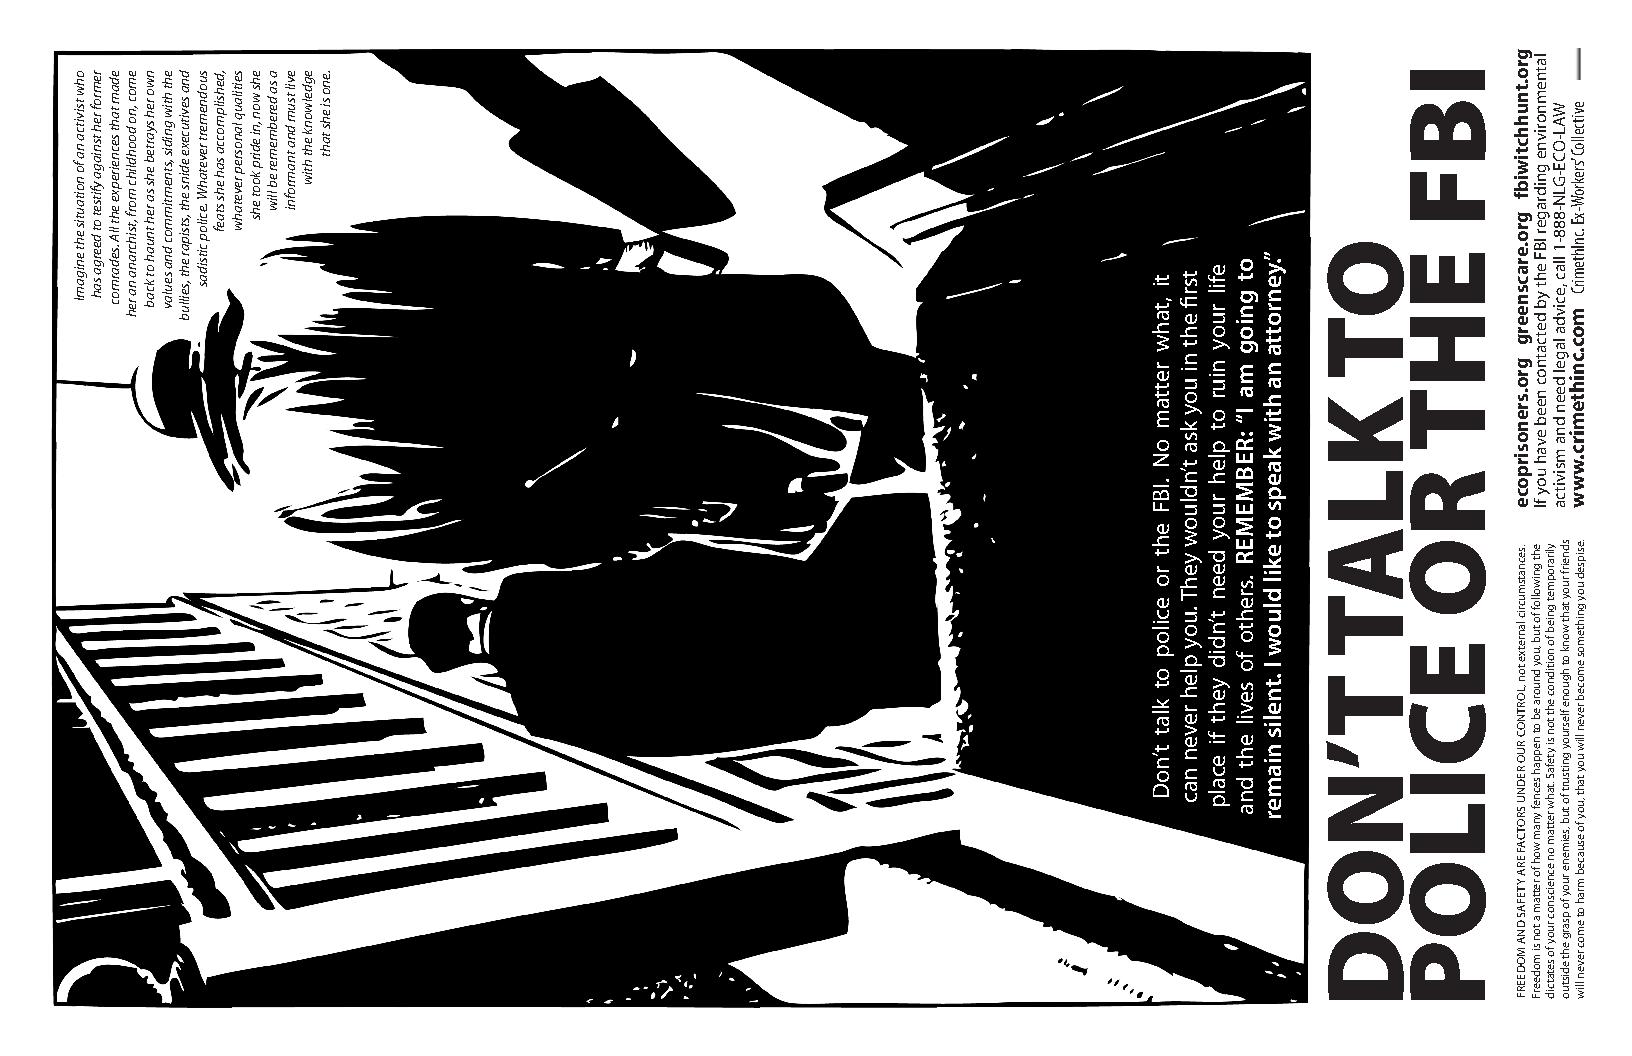 Imagine the situation of an activist who
has agreed to testify against her former
comrades. All the experiences that made
her an anarchist, from childhood on, come
back to haunt her as she betrays her own
values and commitments, siding with the
bullies, the rapists, the snide executives and
sadistic police. Whatever tremendous
feats she has accomplished,
whatever personal qualities
she took pride in, now she
will be remembered as a
informant and must live
with the knowledge
that she is one.
Don't talk to police or the FBI. No matter what, it
can never help you. They wouldn't ask you in the first
place if they didn't need your help to ruin your life
and the lives of others. REMEMBER: “I am going to
remain silent. I would like to speak with an attorney.”
DON'T TALK TO
POLICE OR THE FBI
FREEDOM AND SAFETY ARE FACTORS UNDER OUR CONTROL, not external circumstances.
Freedom is not a matter of how many fences happen to be around you, but of following the
dictates of your conscience no matter what. Safety is not the condition of being temporarily
outside the grasp of your enemies, but of trusting yourself enough to know that your friends
will never come to harm because of you, that you will never become something you despise.
ecoprisoners.org greenscare.org fbiwitchhunt.org
If you have been contacted by the FBI regarding environmental
activism and need legal advice, call 1-888-NLG-ECO-LAW
www.crimethinc.com CrimethInc. Ex-Workers' Collective